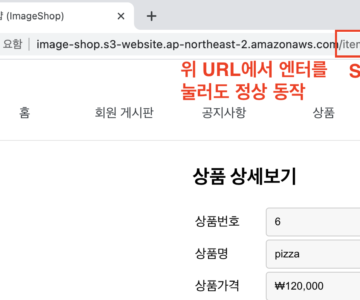 (ImageShop)
요함
image-shop.s3-website.ap-northeast-2.amazonaws.com/item
위 URL에서 엔터를
눌러도 정상 동작
S
홈 회원 게시판 공지사항 상품
상품 상세보기
상품번호 6
상품명 pizza
상품가격 ₩120,000